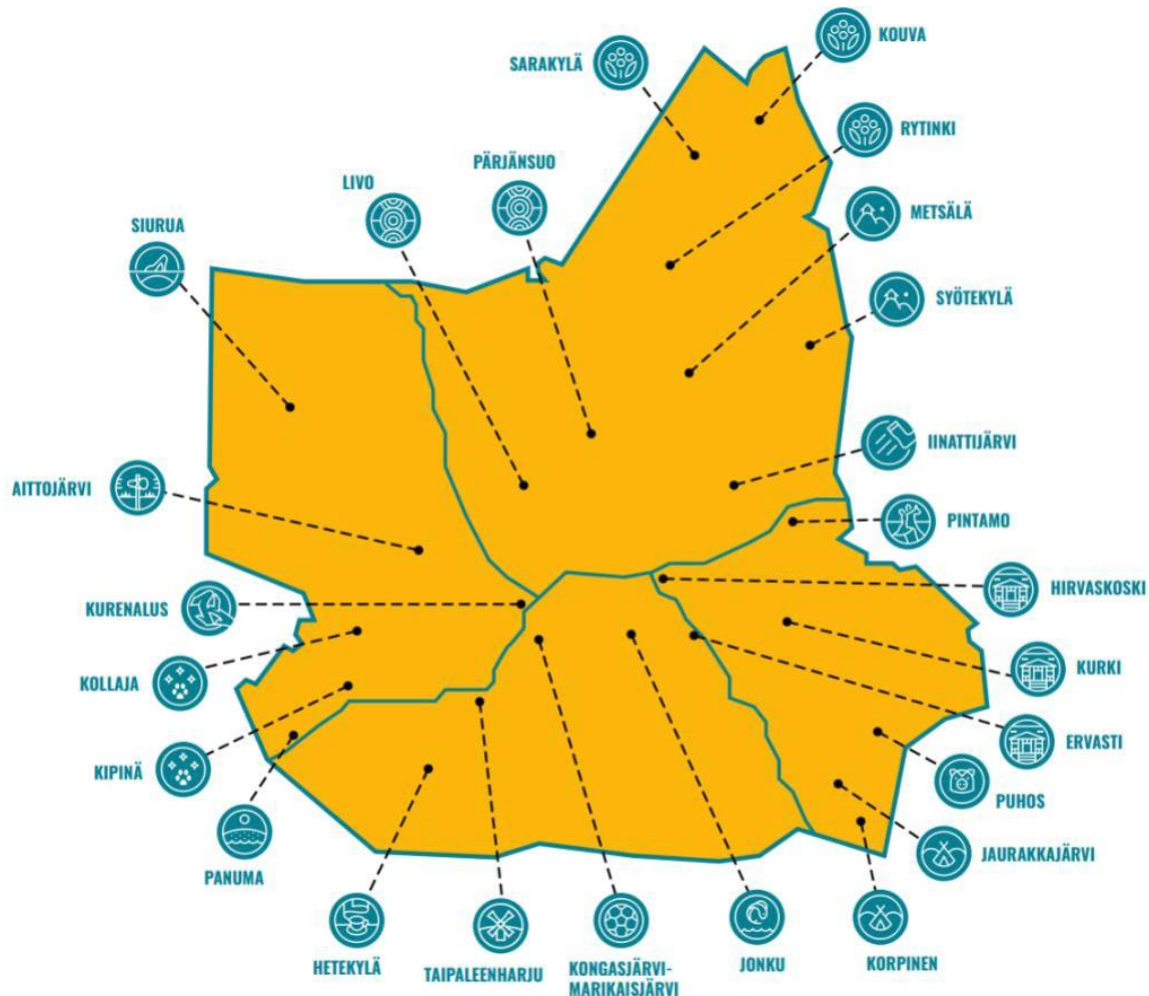 KOUVA
SARAKYLÄ
RYTINKI
PÄRJÄNSUO
LIVO
METSÄLÄ
SIURUA
SYÖTEKYLÄ
IINATTIJÄRVI
AITTOJÄRVI
PINTAMO
HIRVASKOSKI
KURENALUS
KURKI
KOLLAJA
ERVASTI
KIPINÄ
PUHOS
JAURAKKAJÄRVI
PANUMA
HETEKYLÄ
TAIPALEENHARJU
KONGASJÄRVI-
MARIKAISJÄRVI
JONKU
KORPINEN